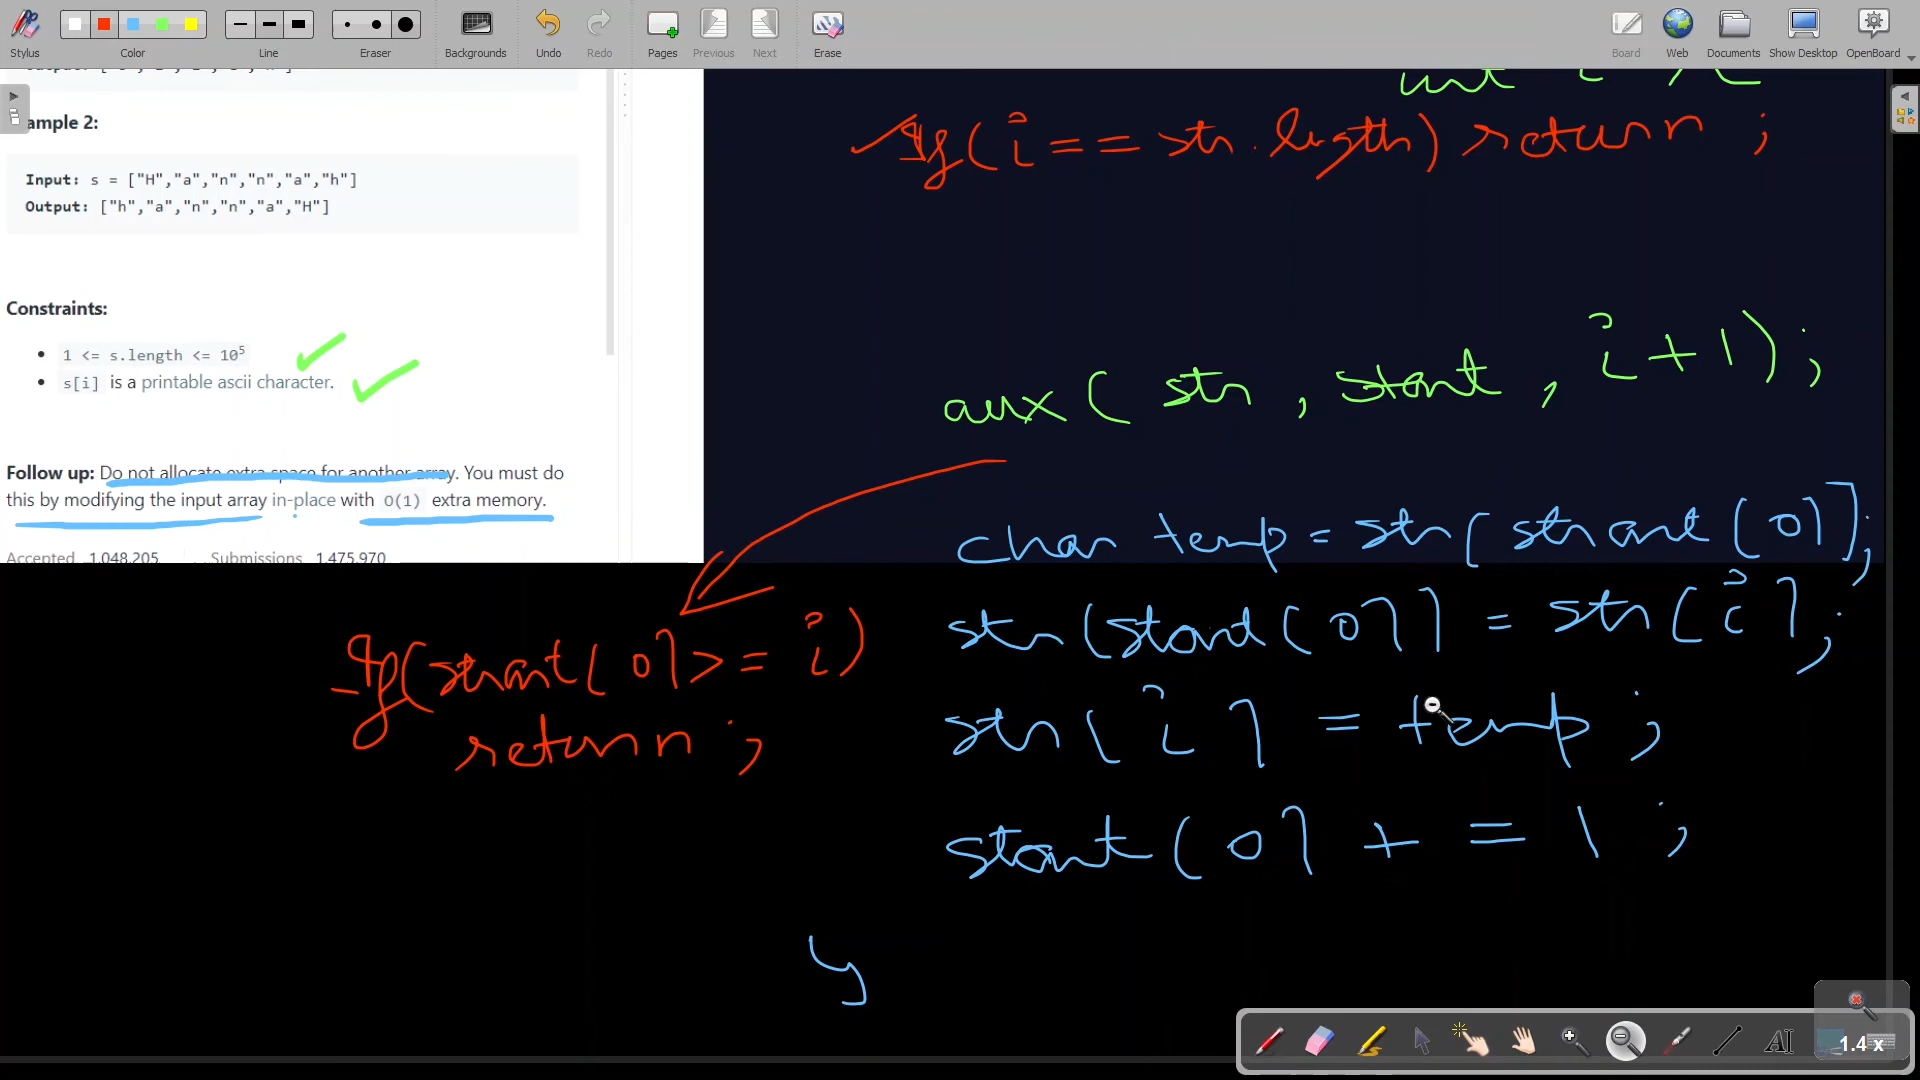 Stylus
Color
Line
Eraser
Backgrounds
Undo
Redo
Pages
Previous
Next
Erase
Board
Web
Documents
Show Desktop
OpenBoard
ample 2:
Input: s = ["H","a","n","n","a","h"]
Output: ["h","a","n","n","a","H"]
Constraints:
1 <= s.length <= 10^5
s[i] is a printable ascii character.
Follow up: Do not allocate extra space for another array. You must do
this by modifying the input array in-place with O(1) extra memory.
Accepted 1,048,205 Submissions 1,475,970
int i
If(i == str.length) return ;
aux( str , start , i+1);
char temp = str[ start[0]];
str[start[0]] = str[i];
str[i] = temp ;
start[0] += 1 ;
If(start[0] >= i)
return ;
1.4 x